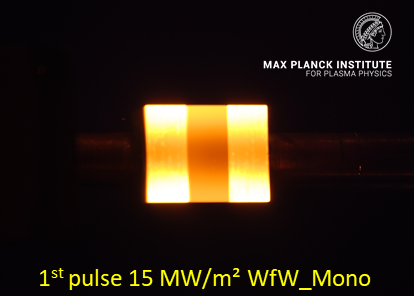 MAX PLANCK INSTITUTE
FOR PLASMA PHYSICS
1st pulse 15 MW/m² WfW_Mono